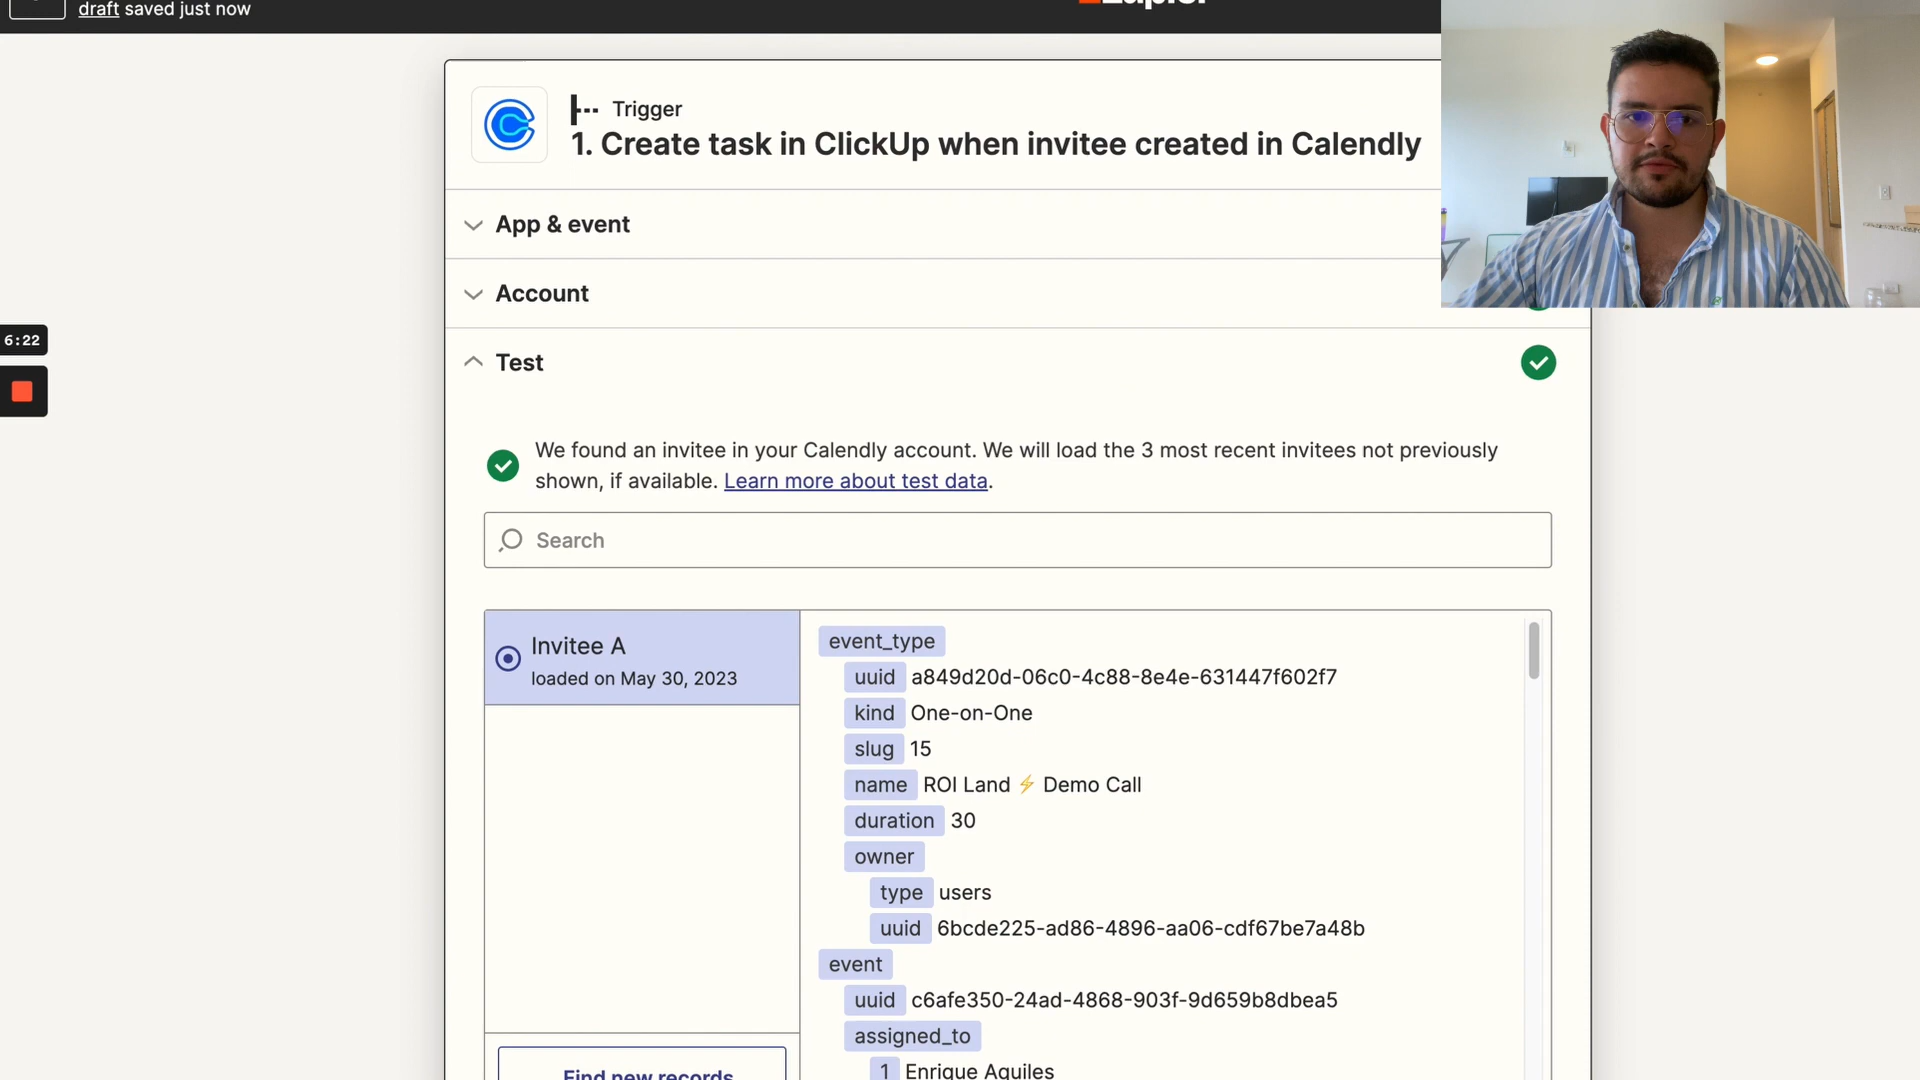 draft saved just now
Trigger
1. Create task in ClickUp when invitee created in Calendly
App & event
Account
6:22
Test
We found an invitee in your Calendly account. We will load the 3 most recent invitees not previously
shown, if available. Learn more about test data.
Search
Invitee A
loaded on May 30, 2023
event_type
uuid a849d20d-06c0-4c88-8e4e-631447f602f7
kind One-on-One
slug 15
name ROI Land ⚡ Demo Call
duration 30
owner
type users
uuid 6bcde225-ad86-4896-aa06-cdf67be7a48b
event
uuid c6afe350-24ad-4868-903f-9d659b8dbea5
assigned_to
1 Enrique Aquiles
Find new records